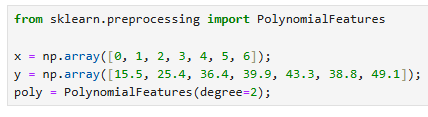 from sklearn.preprocessing import PolynomialFeatures
x = np.array([0, 1, 2, 3, 4, 5, 6]);
y = np.array([15.5, 25.4, 36.4, 39.9, 43.3, 38.8, 49.1]);
poly = PolynomialFeatures(degree=2);